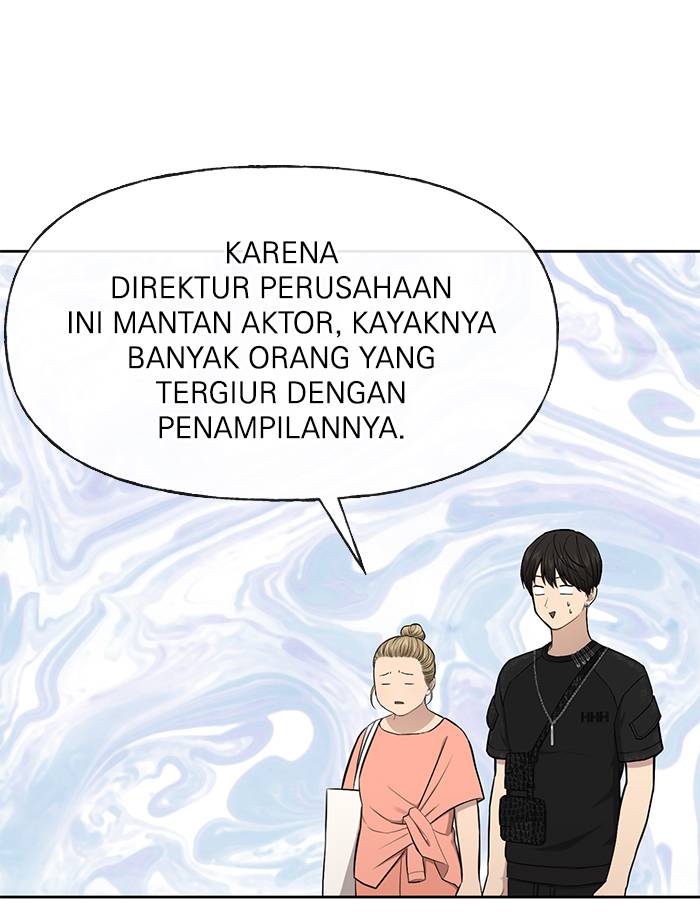 KARENA
DIREKTUR PERUSAHAAN
INI MANTAN AKTOR, KAYAKNYA
BANYAK ORANG YANG
TERGIUR DENGAN
PENAMPILANNYA.
HHH